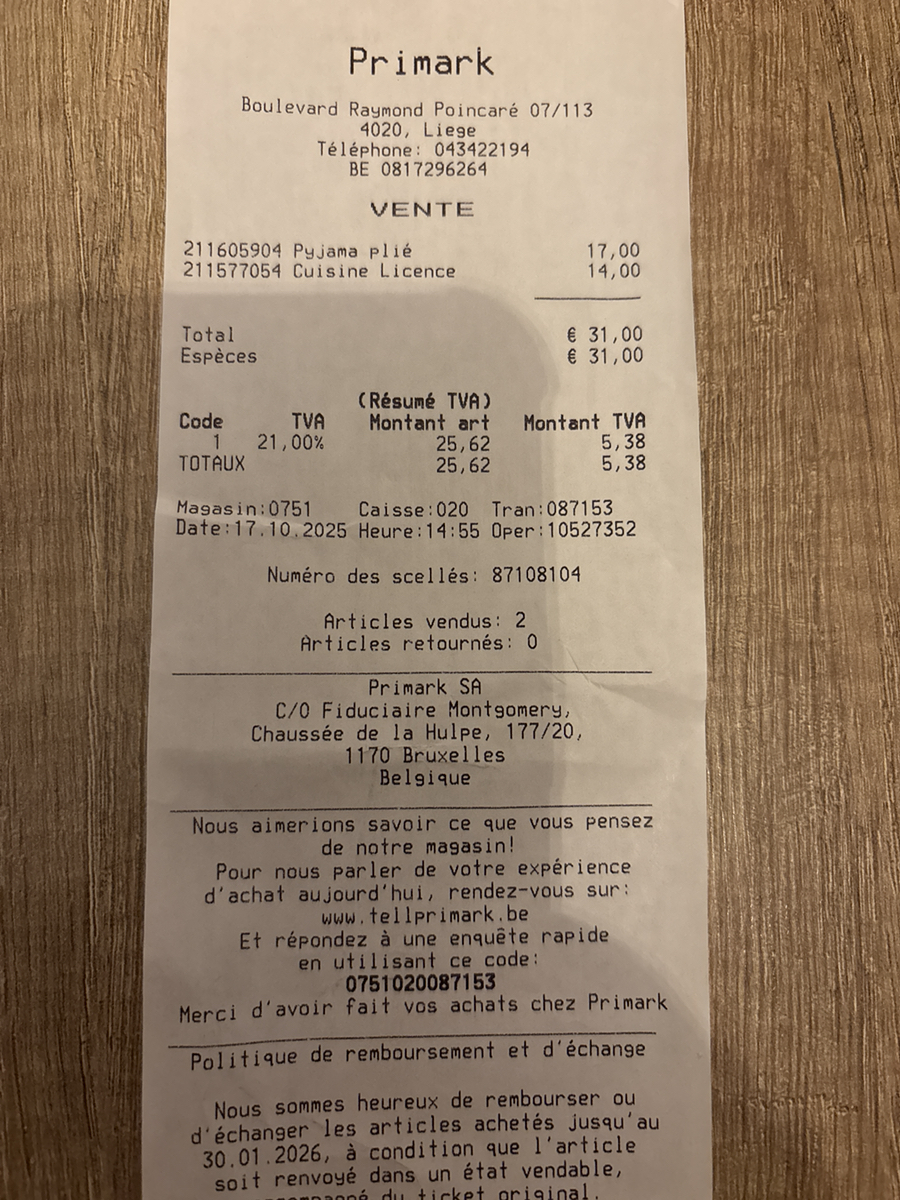 Primark
Boulevard Raymond Poincaré 07/113
4020, Liege
Téléphone: 043422194
BE 0817296264
VENTE
211605904 Pyjama plié 17,00
211577054 Cuisine Licence 14,00
Total € 31,00
Espèces € 31,00
(Résumé TVA)
Code TVA Montant art Montant TVA
1 21,00% 25,62 5,38
TOTAUX 25,62 5,38
Magasin:0751 Caisse:020 Tran:087153
Date:17.10.2025 Heure:14:55 Oper:10527352
Numéro des scellés: 87108104
Articles vendus: 2
Articles retournés: 0
Primark SA
C/O Fiduciaire Montgomery,
Chaussée de la Hulpe, 177/20,
1170 Bruxelles
Belgique
Nous aimerions savoir ce que vous pensez
de notre magasin!
Pour nous parler de votre expérience
d'achat aujourd'hui, rendez-vous sur:
www.tellprimark.be
Et répondez à une enquête rapide
en utilisant ce code:
0751020087153
Merci d'avoir fait vos achats chez Primark
Politique de remboursement et d'échange
Nous sommes heureux de rembourser ou
d'échanger les articles achetés jusqu'au
30.01.2026, à condition que l'article
soit renvoyé dans un état vendable,
du ticket original.